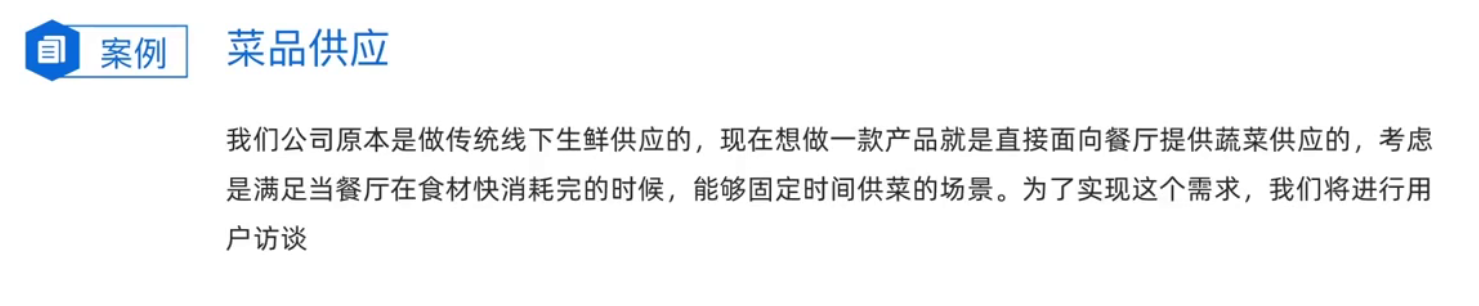 案例
菜品供应
我们公司原本是做传统线下生鲜供应的，现在想做一款产品就是直接面向餐厅提供蔬菜供应的，考虑
是满足当餐厅在食材快消耗完的时候，能够固定时间供菜的场景。为了实现这个需求，我们将进行用
户访谈